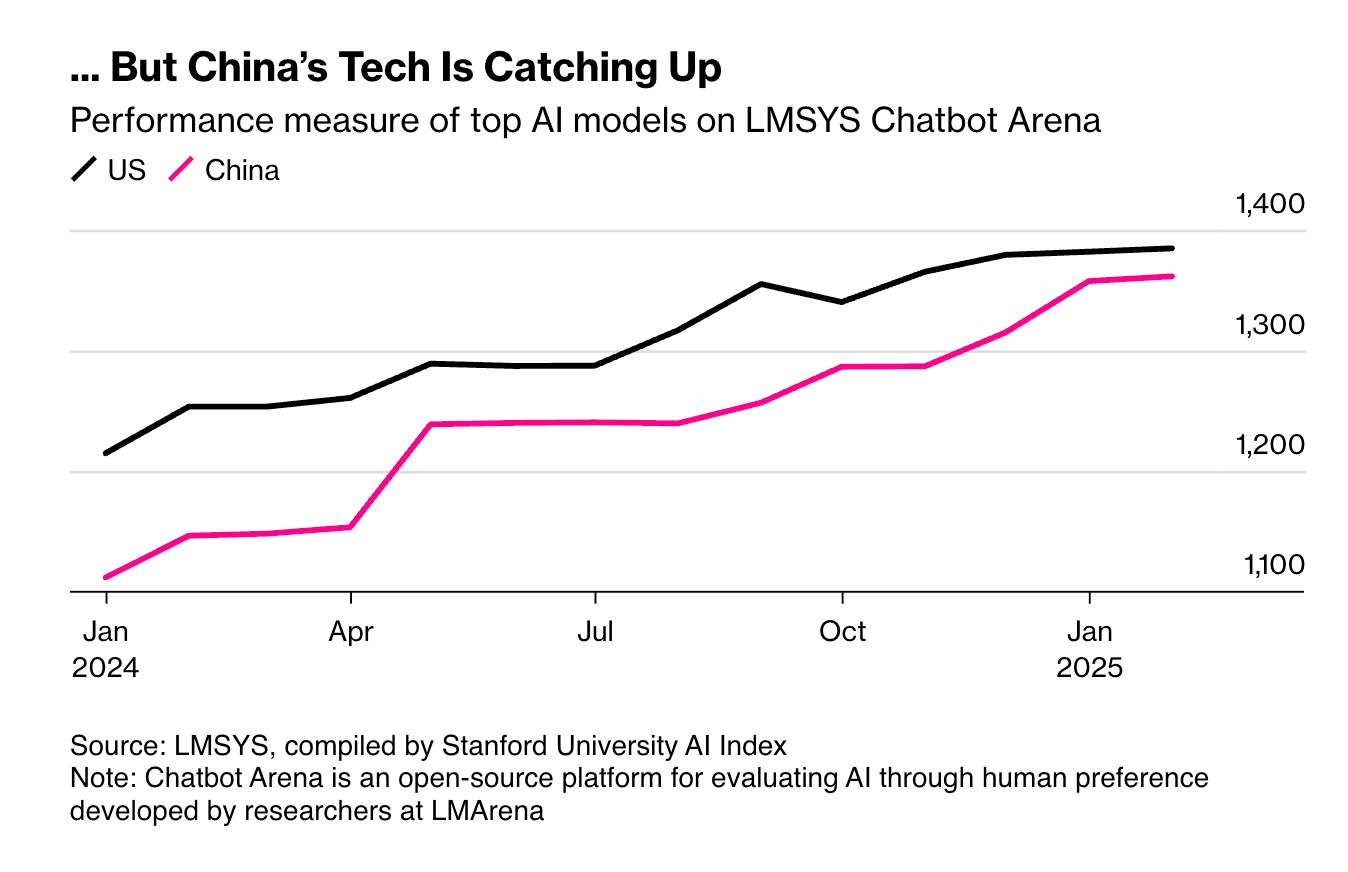 ... But China’s Tech Is Catching Up
Performance measure of top AI models on LMSYS Chatbot Arena
US China
1,400
1,300
1,200
1,100
Jan Apr Jul Oct Jan
2024 2025
Source: LMSYS, compiled by Stanford University AI Index
Note: Chatbot Arena is an open-source platform for evaluating AI through human preference
developed by researchers at LMArena